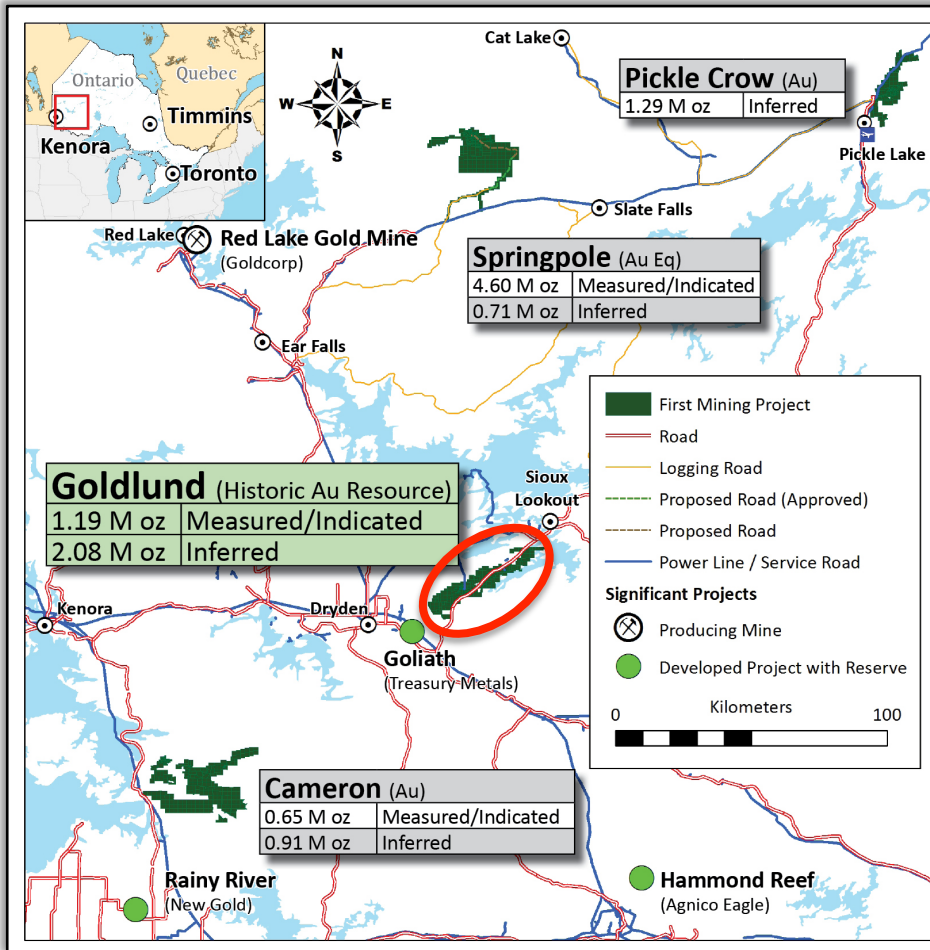 Ontario
Quebec
Timmins
Kenora
Toronto
N
W
E
S
Cat Lake
Pickle Crow (Au)
1.29 M oz Inferred
Pickle Lake
Slate Falls
Red Lake
Red Lake Gold Mine
(Goldcorp)
Springpole (Au Eq)
4.60 M oz Measured/Indicated
0.71 M oz Inferred
Ear Falls
Goldlund (Historic Au Resource)
1.19 M oz Measured/Indicated
2.08 M oz Inferred
Sioux
Lookout
Kenora
Dryden
Goliath
(Treasury Metals)
First Mining Project
Road
Logging Road
Proposed Road (Approved)
Proposed Road
Power Line / Service Road
Significant Projects
Producing Mine
Developed Project with Reserve
Kilometers
0 100
Cameron (Au)
0.65 M oz Measured/Indicated
0.91 M oz Inferred
Rainy River
(New Gold)
Hammond Reef
(Agnico Eagle)